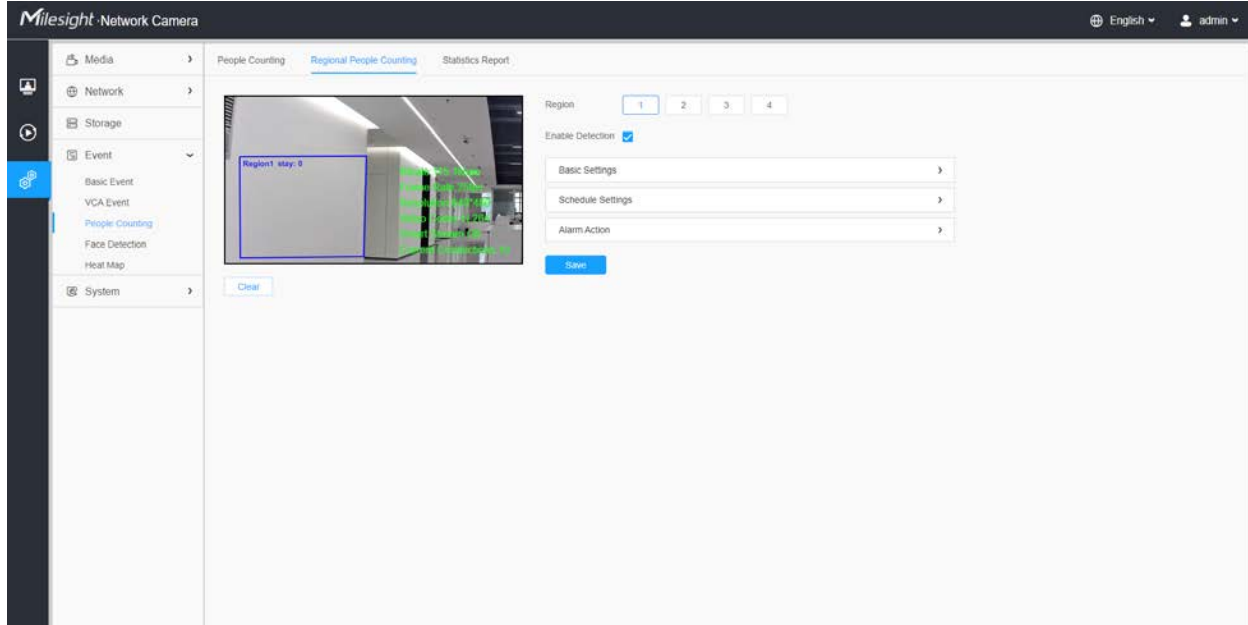 Milesight ·Network Camera
English
admin
Media
Network
Storage
Event
Basic Event
VCA Event
People Counting
Face Detection
Heat Map
System
People Counting Regional People Counting Statistics Report
Region1 stay: 0
Clear
Region 1 2 3 4
Enable Detection
Basic Settings
Schedule Settings
Alarm Action
Save